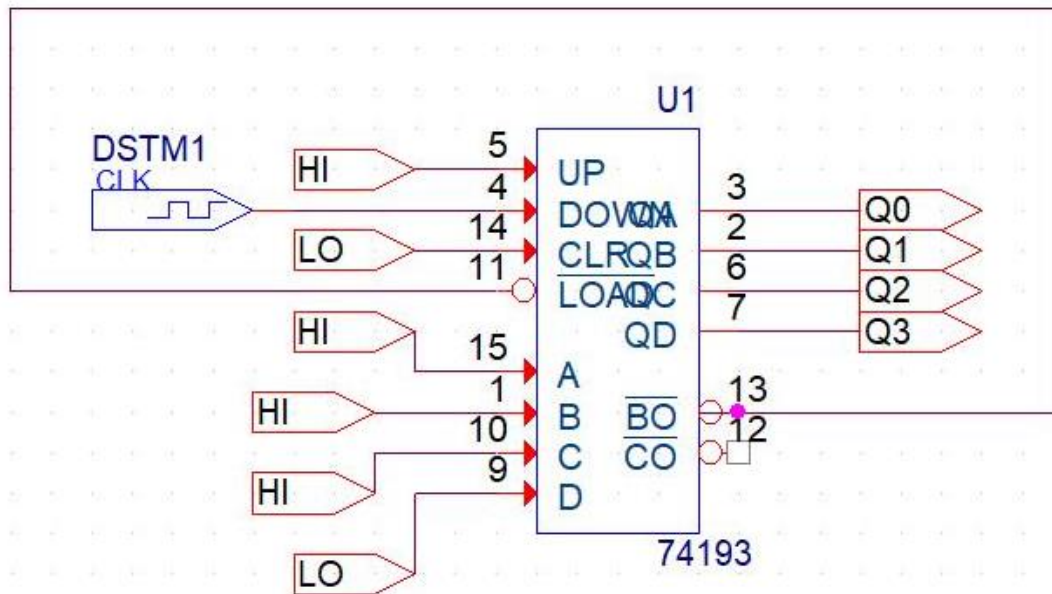 U1
DSTM1
CLK
HI
5
UP
4
DOWN
QA
3
Q0
LO
14
CLR
QB
2
Q1
11
LOAD
QC
6
Q2
QD
7
Q3
HI
15
A
HI
1
B
BO
13
HI
10
C
CO
12
LO
9
D
74193